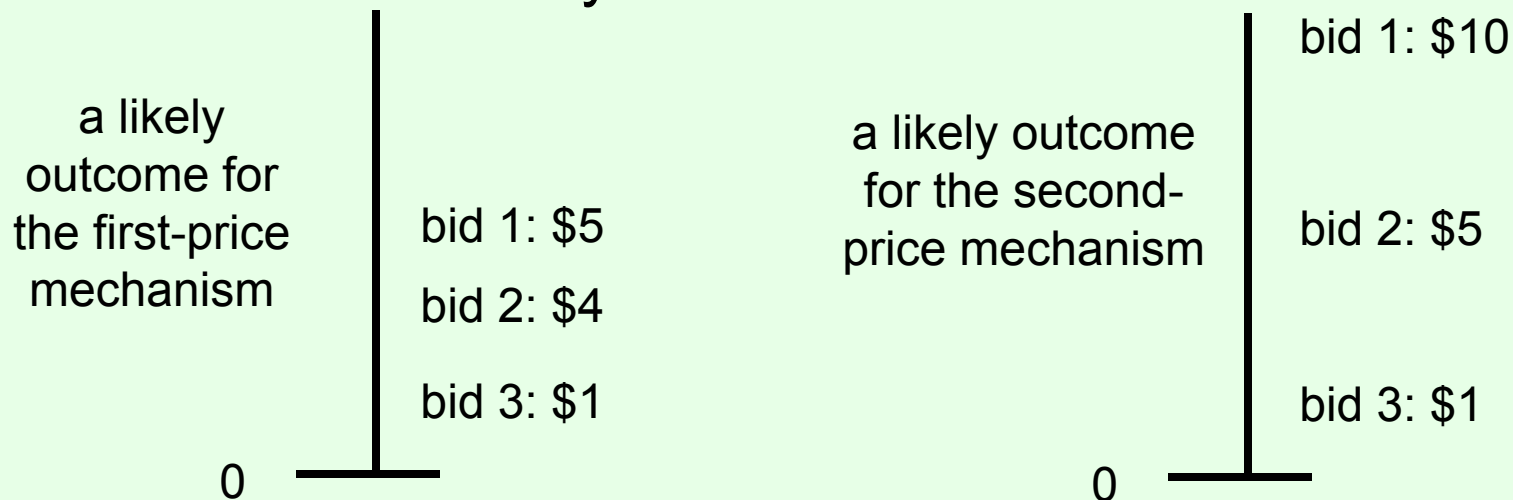 a likely
outcome for
the first-price
mechanism
bid 1: $5
bid 2: $4
bid 3: $1
0
a likely outcome
for the second-
price mechanism
bid 1: $10
bid 2: $5
bid 3: $1
0